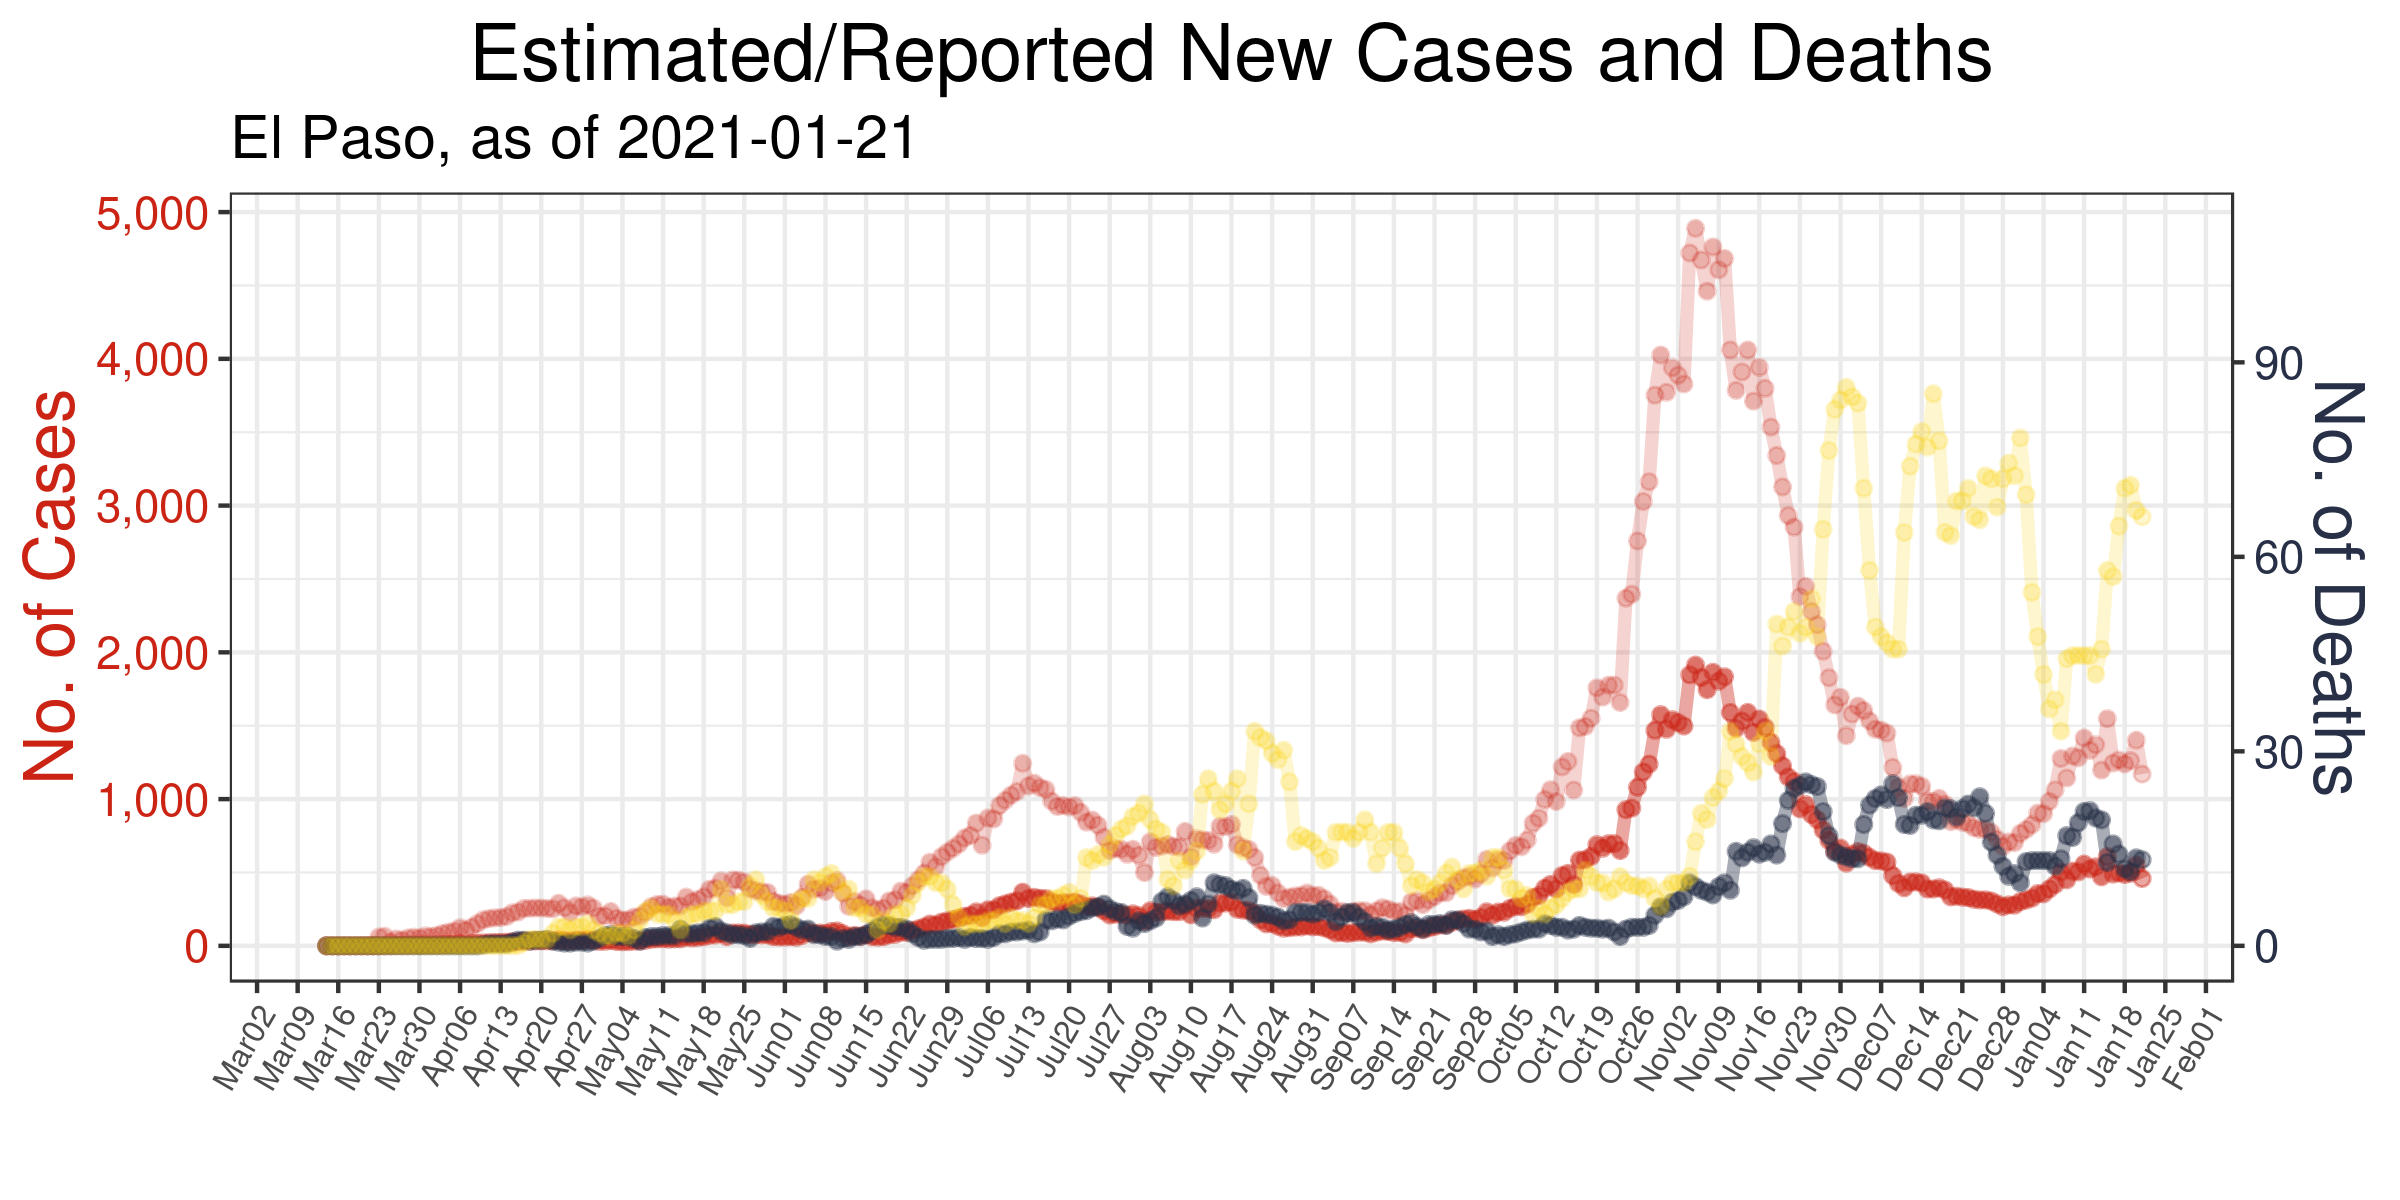 Estimated/Reported New Cases and Deaths
El Paso, as of 2021-01-21
No. of Cases
5,000
4,000
3,000
2,000
1,000
0
90
60
30
0
No. of Deaths
Mar02
Mar09
Mar16
Mar23
Mar30
Apr06
Apr13
Apr20
Apr27
May04
May11
May18
May25
Jun01
Jun08
Jun15
Jun22
Jun29
Jul06
Jul13
Jul20
Jul27
Aug03
Aug10
Aug17
Aug24
Aug31
Sep07
Sep14
Sep21
Sep28
Oct05
Oct12
Oct19
Oct26
Nov02
Nov09
Nov16
Nov23
Nov30
Dec07
Dec14
Dec21
Dec28
Jan04
Jan11
Jan18
Jan25
Feb01